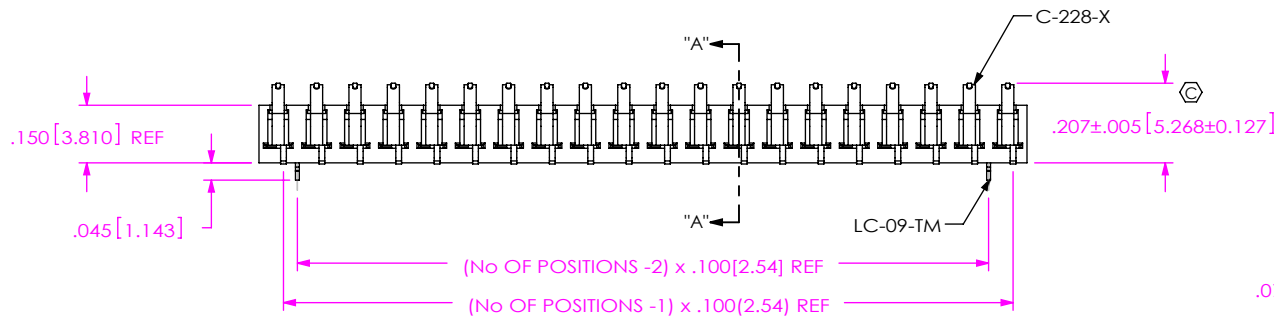 C-228-X
"A"
C
.150[3.810] REF
.207±.005[5.268±0.127]
.045[1.143]
"A"
LC-09-TM
(No OF POSITIONS -2) x .100[2.54] REF
(No OF POSITIONS -1) x .100(2.54) REF